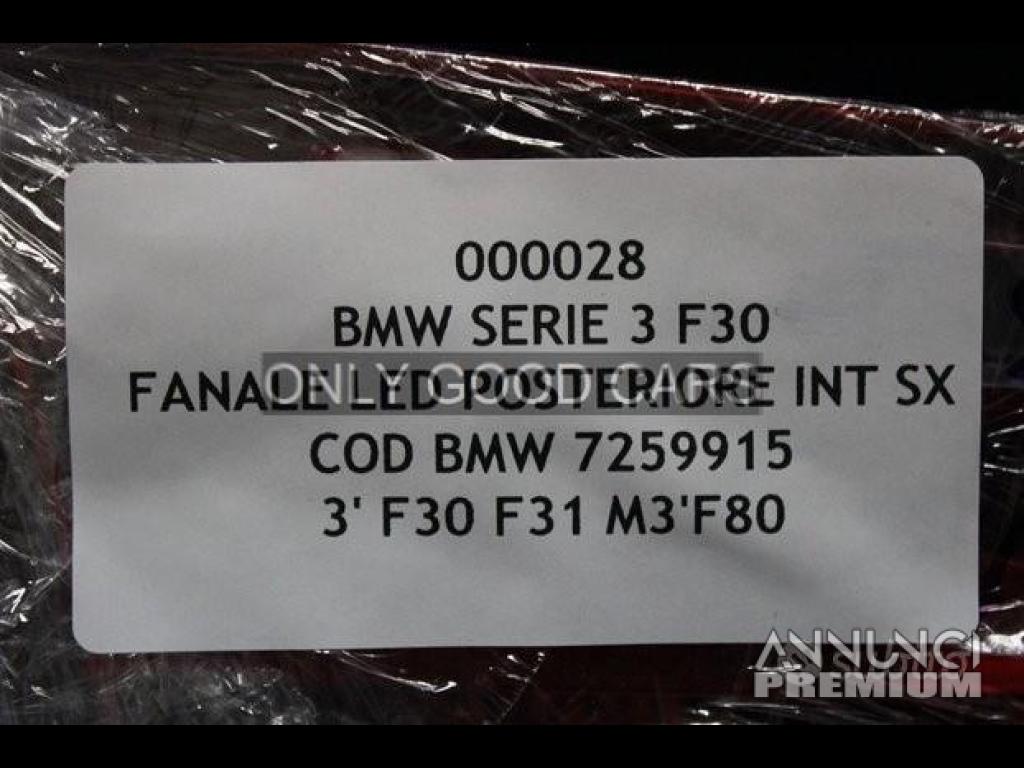 000028
BMW SERIE 3 F30
FANALE LED POSTERIORE INT SX
ONLY GOOD CARS
COD BMW 7259915
3' F30 F31 M3'F80
ANNUNCI
PREMIUM